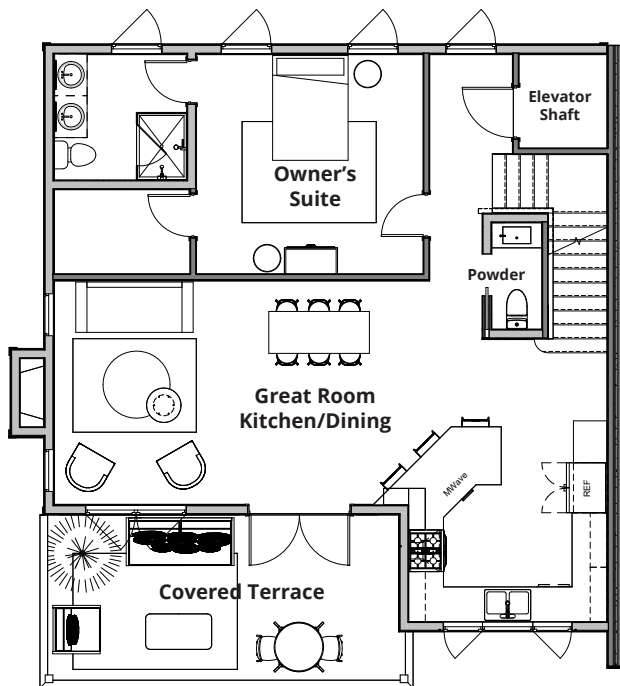 Elevator
Shaft
Owner's
Suite
Powder
Great Room
Kitchen/Dining
MWave
REF
Covered Terrace